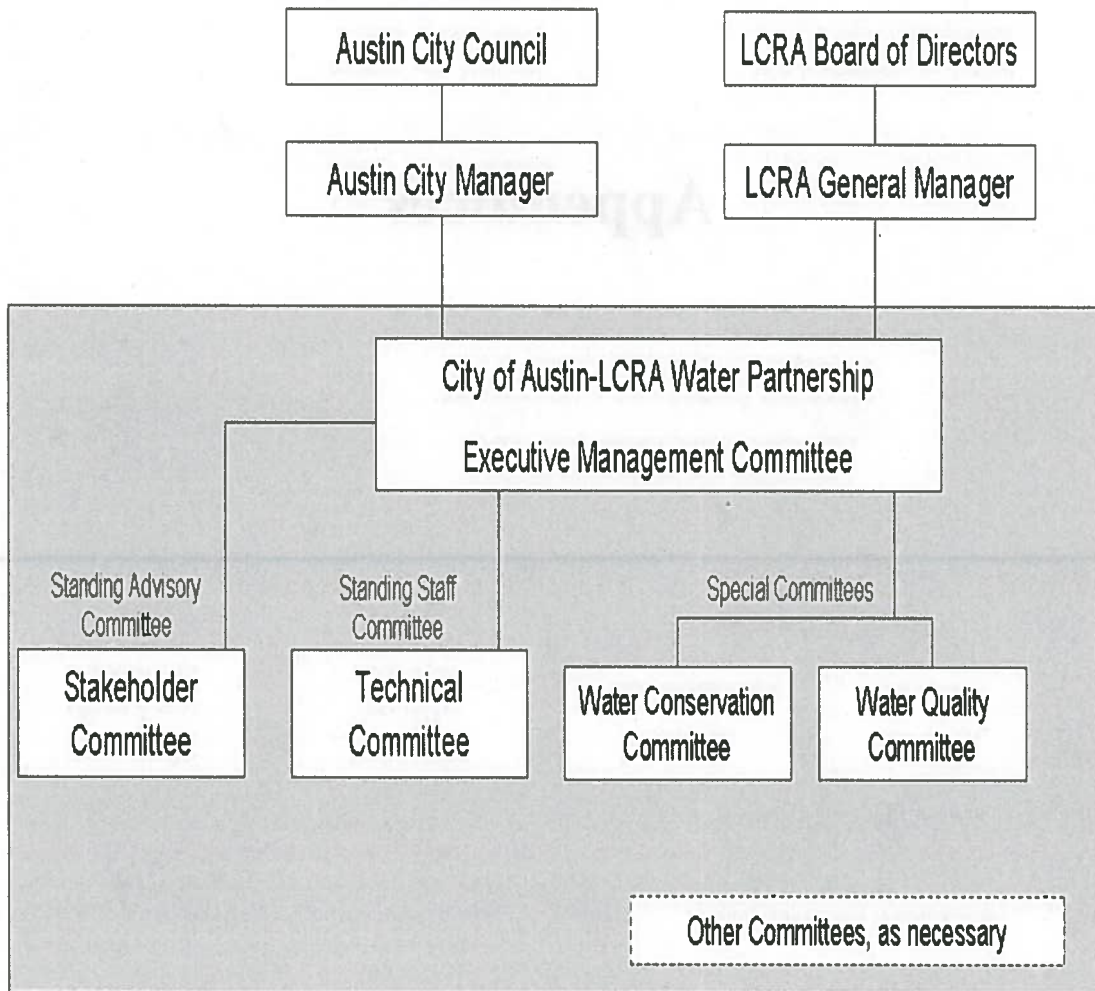 Austin City Council
LCRA Board of Directors
Austin City Manager
LCRA General Manager
City of Austin-LCRA Water Partnership
Executive Management Committee
Standing Advisory
Committee
Standing Staff
Committee
Special Committees
Stakeholder
Committee
Technical
Committee
Water Conservation
Committee
Water Quality
Committee
Other Committees, as necessary